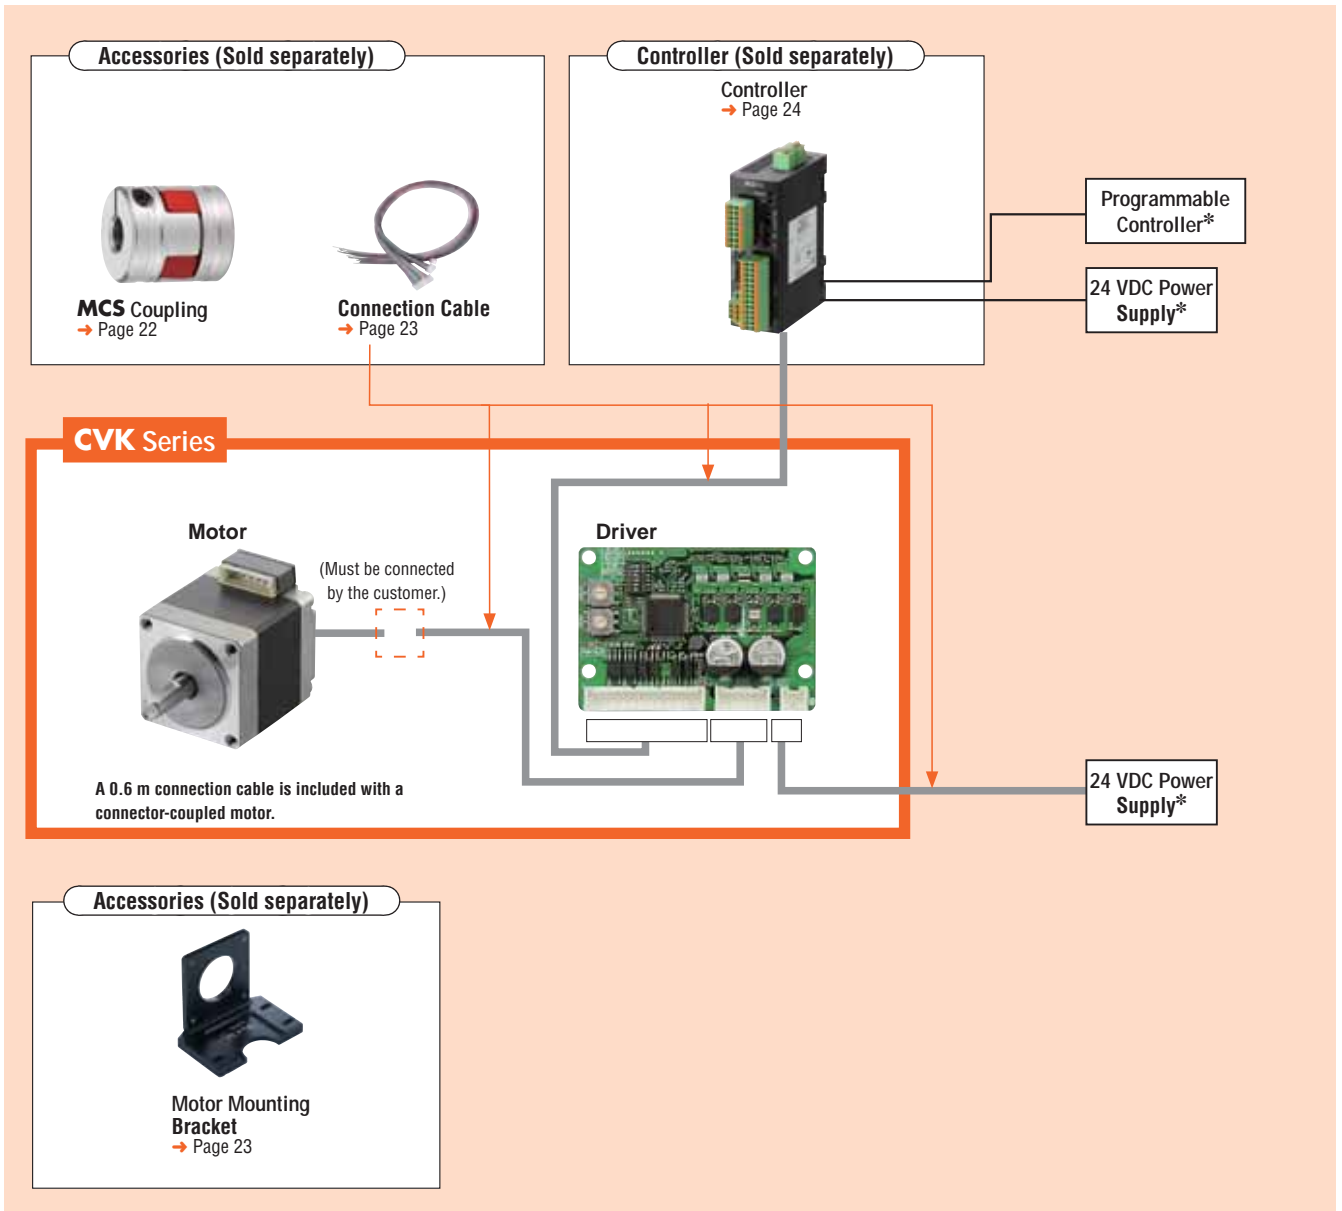 Accessories (Sold separately)
MCS Coupling
➜ Page 22
Connection Cable
➜ Page 23
Controller (Sold separately)
Controller
➜ Page 24
Programmable
Controller*
24 VDC Power
Supply*
CVK Series
Motor
(Must be connected
by the customer.)
Driver
A 0.6 m connection cable is included with a
connector-coupled motor.
24 VDC Power
Supply*
Accessories (Sold separately)
Motor Mounting
Bracket
➜ Page 23